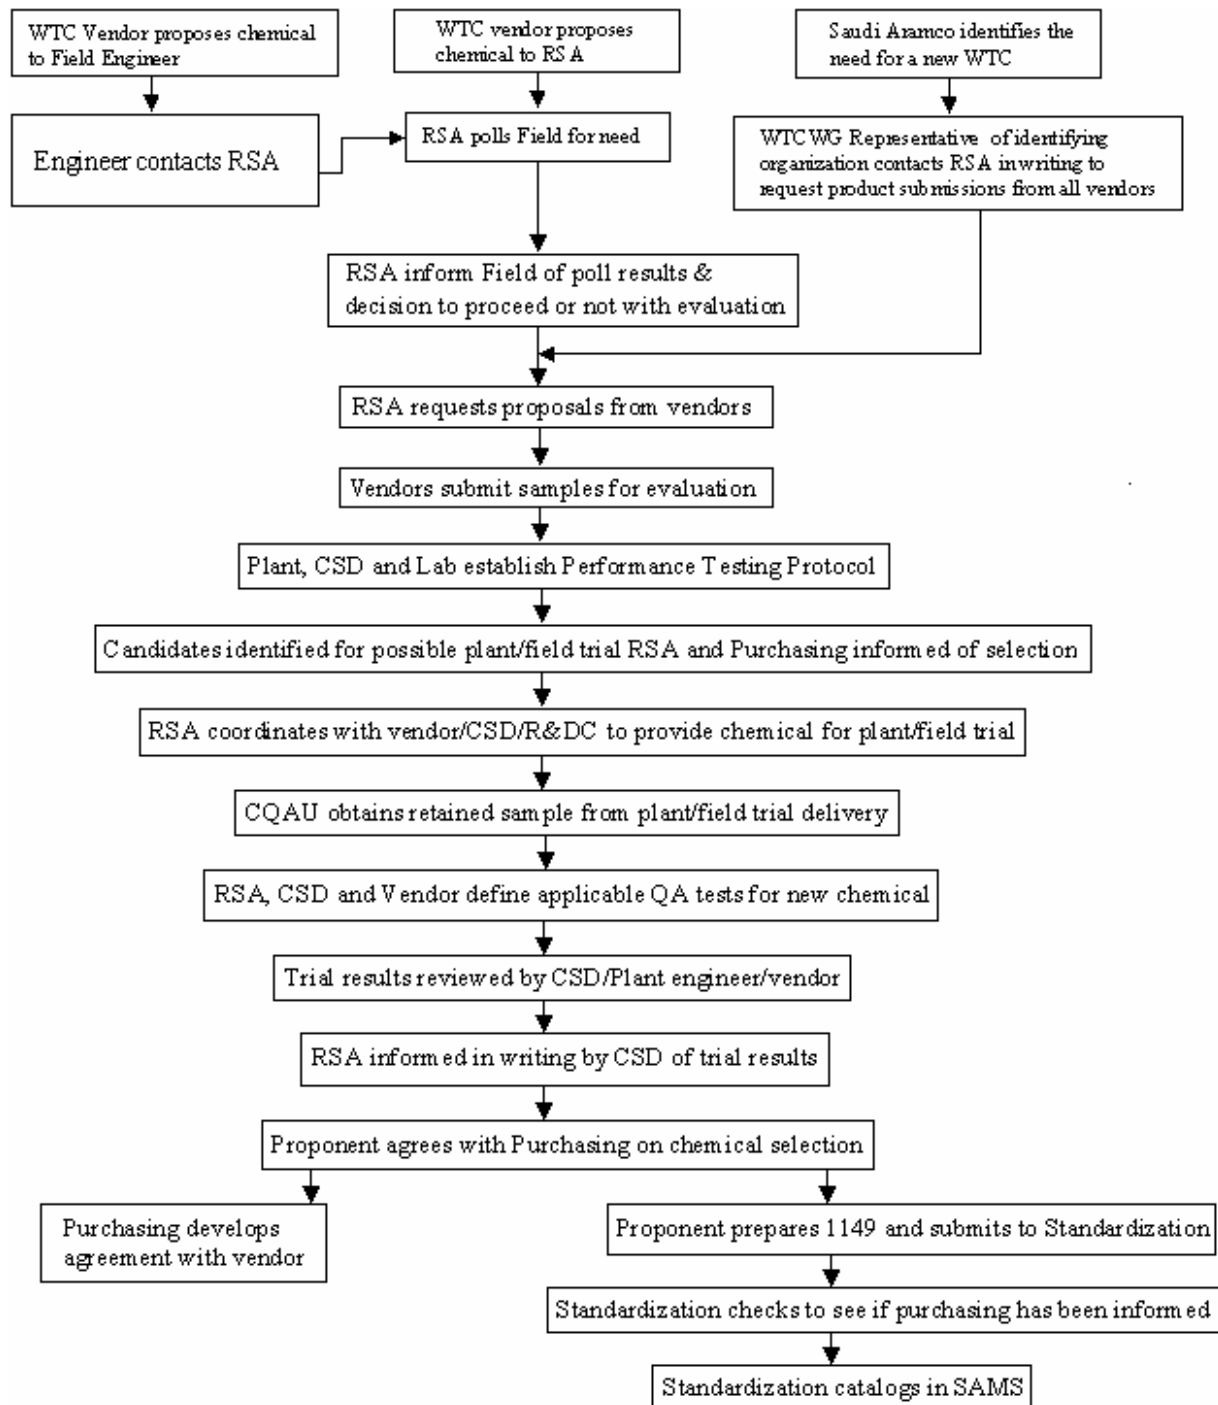 WTC Vendor proposes chemical
to Field Engineer
WTC vendor proposes
chemical to RSA
Saudi Aramco identifies the
need for a new WTC
Engineer contacts RSA
RSA polls Field for need
WTCWG Representative of identifying
organization contacts RSA in writing to
request product submissions from all vendors
RSA inform Field of poll results &
decision to proceed or not with evaluation
RSA requests proposals from vendors
Vendors submit samples for evaluation
Plant, CSD and Lab establish Performance Testing Protocol
Candidates identified for possible plant/field trial RSA and Purchasing informed of selection
RSA coordinates with vendor/CSD/R&DC to provide chemical for plant/field trial
CQAU obtains retained sample from plant/field trial delivery
RSA, CSD and Vendor define applicable QA tests for new chemical
Trial results reviewed by CSD/Plant engineer/vendor
RSA informed in writing by CSD of trial results
Proponent agrees with Purchasing on chemical selection
Purchasing develops
agreement with vendor
Proponent prepares 1149 and submits to Standardization
Standardization checks to see if purchasing has been informed
Standardization catalogs in SAMS